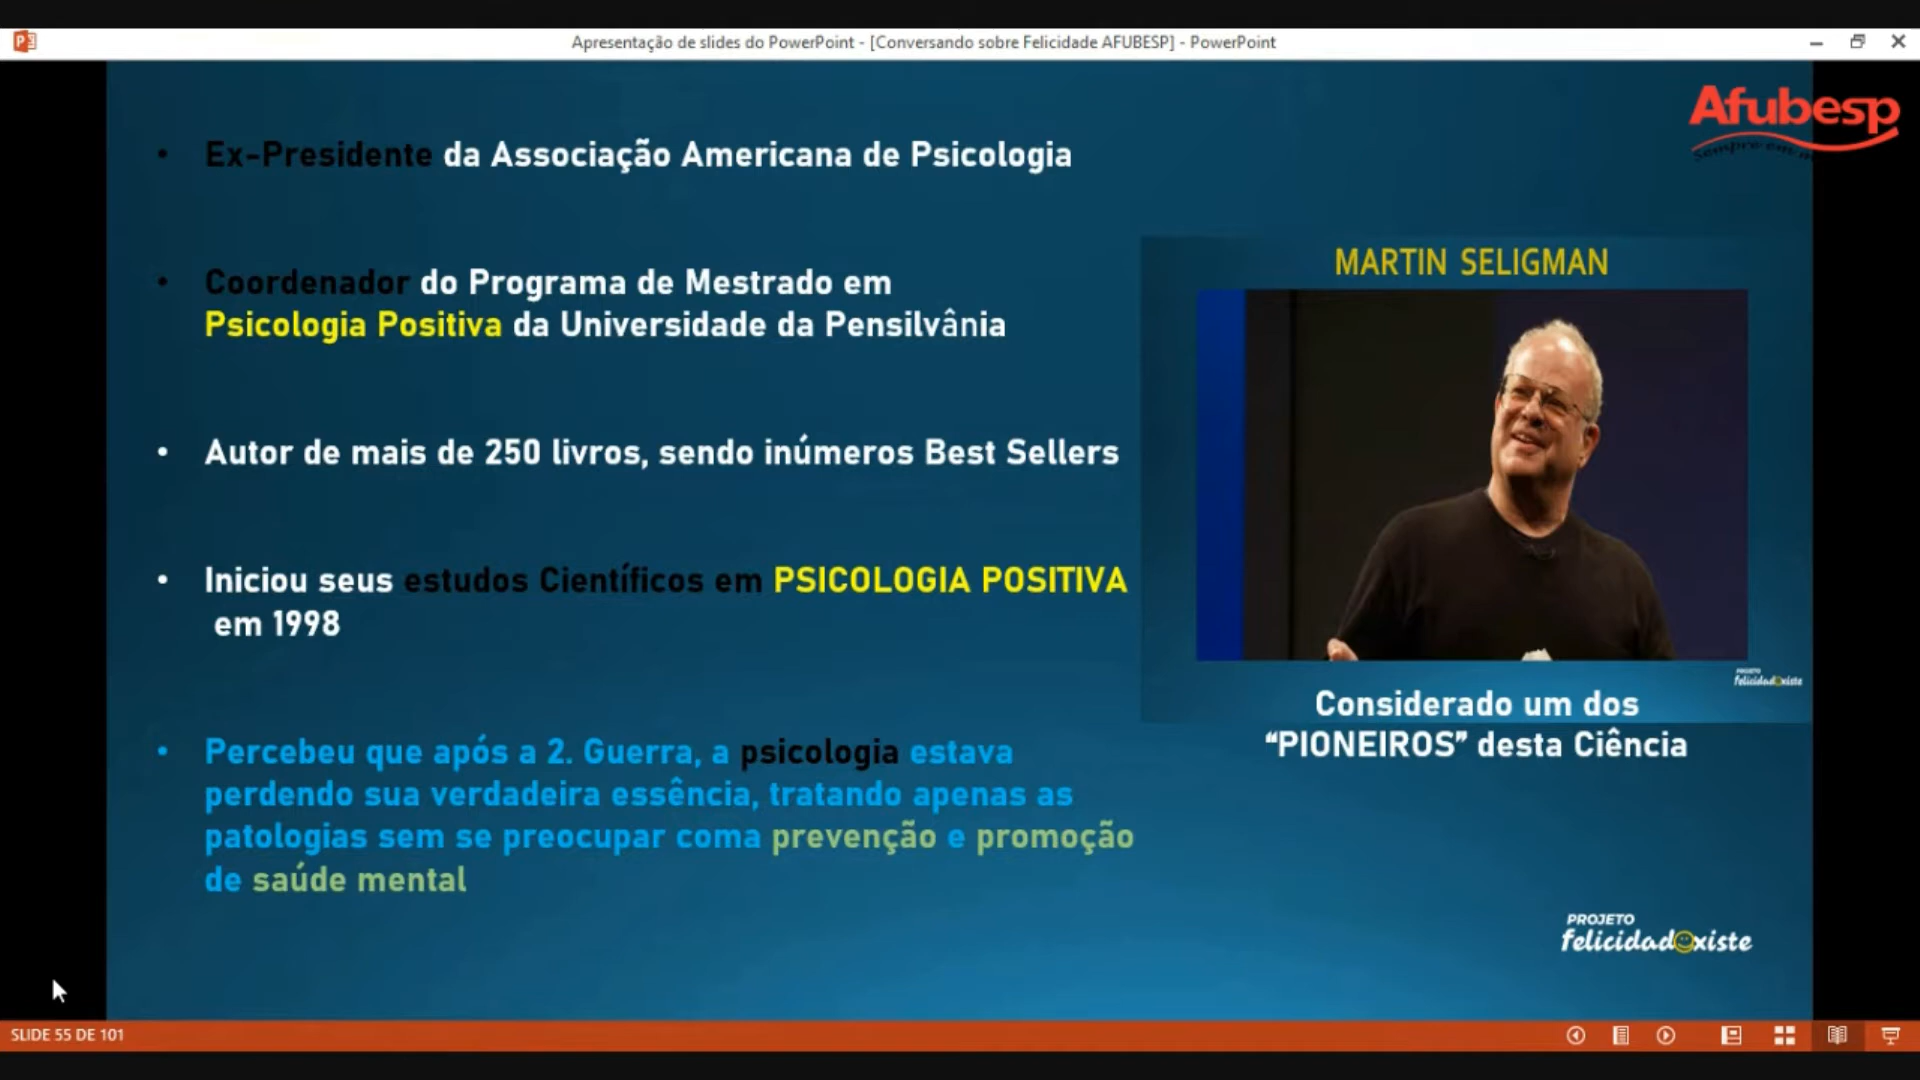 Apresentação de slides do PowerPoint - [Conversando sobre Felicidade AFUBESP] - PowerPoint
Afubesp
sempre em m
Ex-Presidente da Associação Americana de Psicologia
Coordenador do Programa de Mestrado em
Psicologia Positiva da Universidade da Pensilvânia
Autor de mais de 250 livros, sendo inúmeros Best Sellers
Iniciou seus estudos Científicos em PSICOLOGIA POSITIVA
em 1998
Percebeu que após a 2. Guerra, a psicologia estava
perdendo sua verdadeira essência, tratando apenas as
patologias sem se preocupar coma prevenção e promoção
de saúde mental
MARTIN SELIGMAN
PROJETO
felicidadexiste
Considerado um dos
“PIONEIROS” desta Ciência
PROJETO
felicidadexiste
SLIDE 55 DE 101